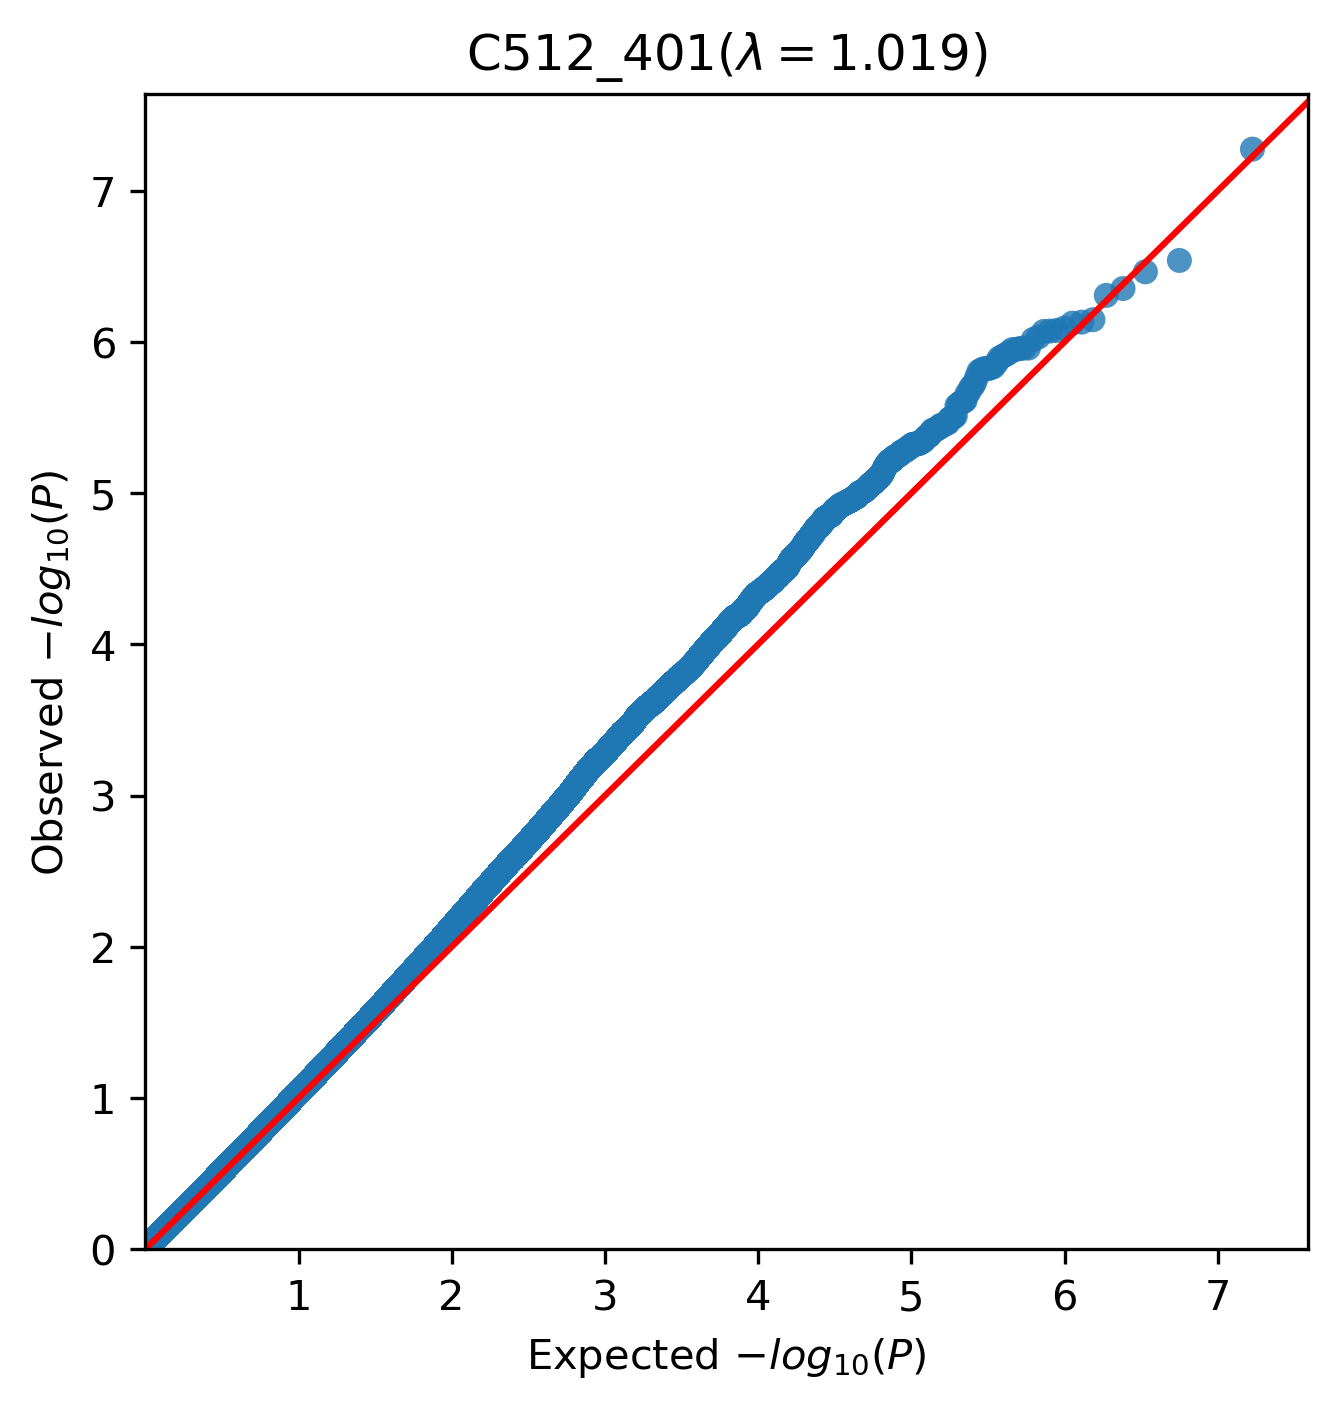 C512_401(λ = 1.019)
Observed −log₁₀(P)
7
6
5
4
3
2
1
0
1 2 3 4 5 6 7
Expected −log₁₀(P)